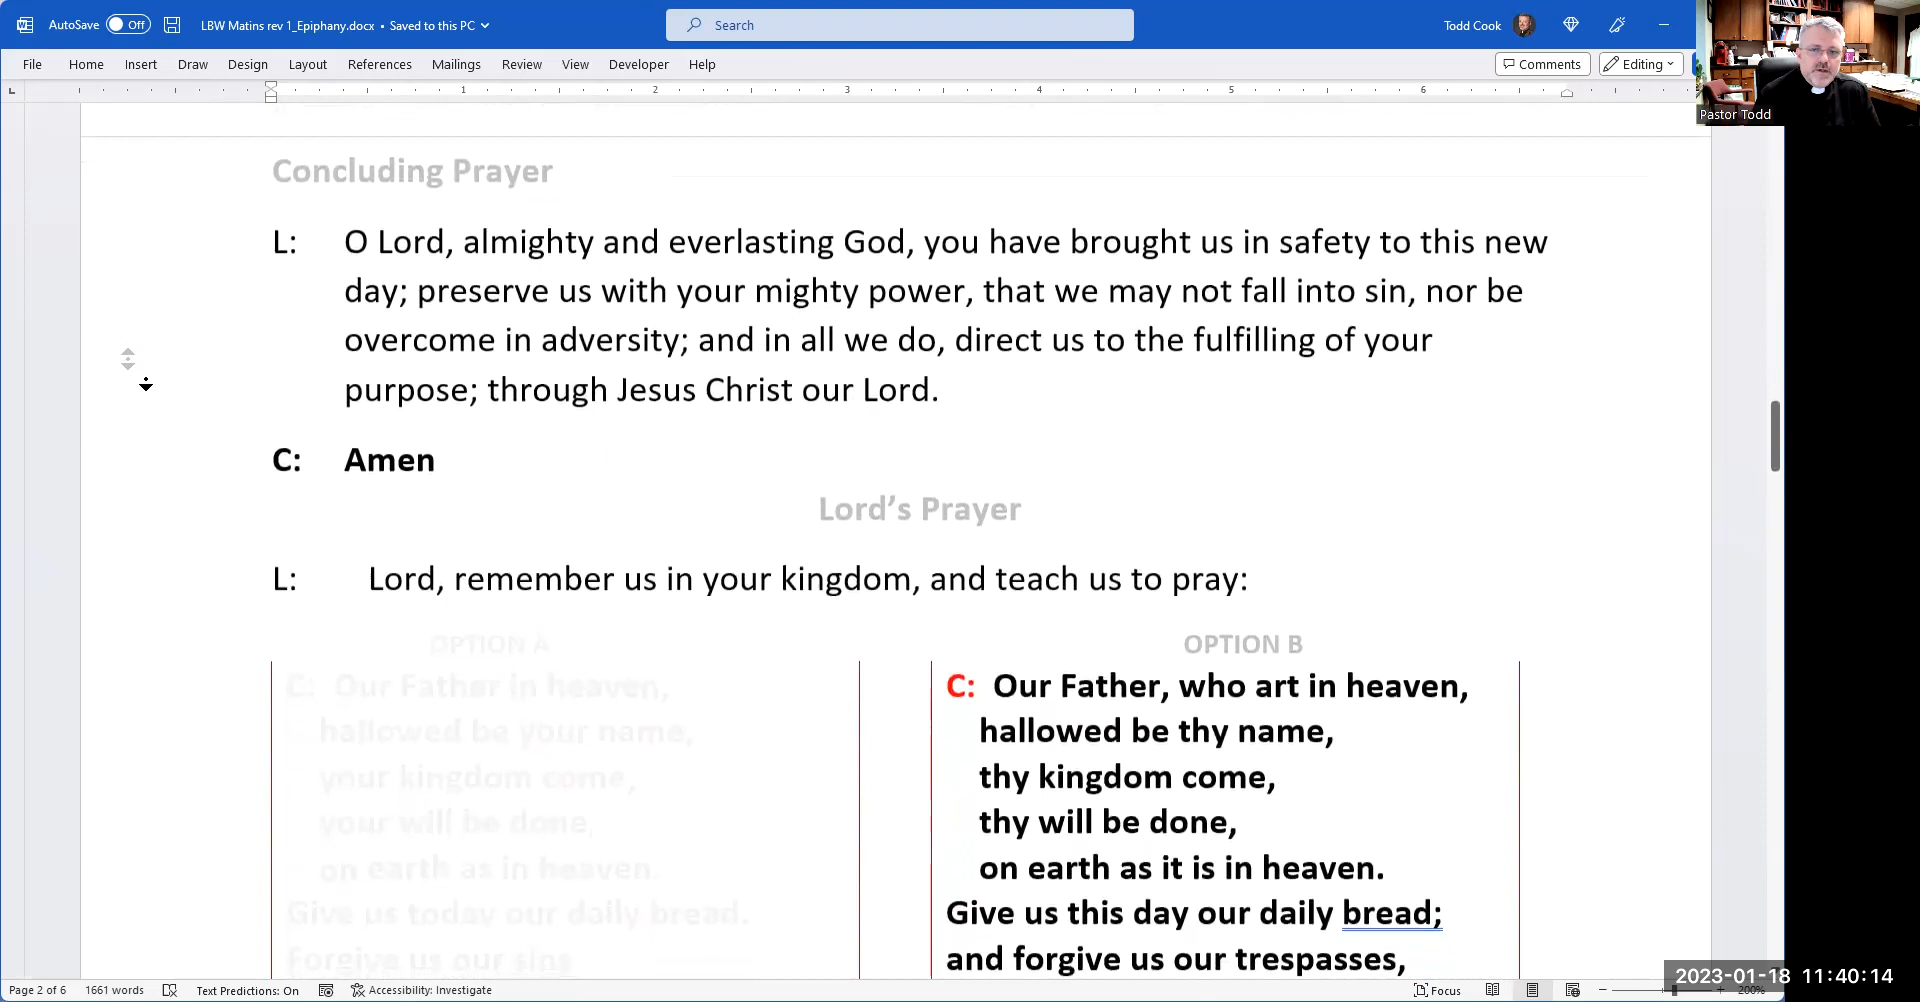 AutoSave Off LBW Matins rev 1_Epiphany.docx • Saved to this PC Search Todd Cook
File Home Insert Draw Design Layout References Mailings Review View Developer Help Comments Editing
Pastor Todd
1 2 3 4 5 6
Concluding Prayer
L: O Lord, almighty and everlasting God, you have brought us in safety to this new
day; preserve us with your mighty power, that we may not fall into sin, nor be
overcome in adversity; and in all we do, direct us to the fulfilling of your
purpose; through Jesus Christ our Lord.
C: Amen
Lord’s Prayer
L: Lord, remember us in your kingdom, and teach us to pray:
OPTION A
C: Our Father in heaven,
hallowed be your name,
your kingdom come,
your will be done,
on earth as in heaven.
Give us today our daily bread.
Forgive us our sins
OPTION B
C: Our Father, who art in heaven,
hallowed be thy name,
thy kingdom come,
thy will be done,
on earth as it is in heaven.
Give us this day our daily bread;
and forgive us our trespasses,
2023-01-18 11:40:14
Page 2 of 6 1661 words Text Predictions: On Accessibility: Investigate Focus 200%